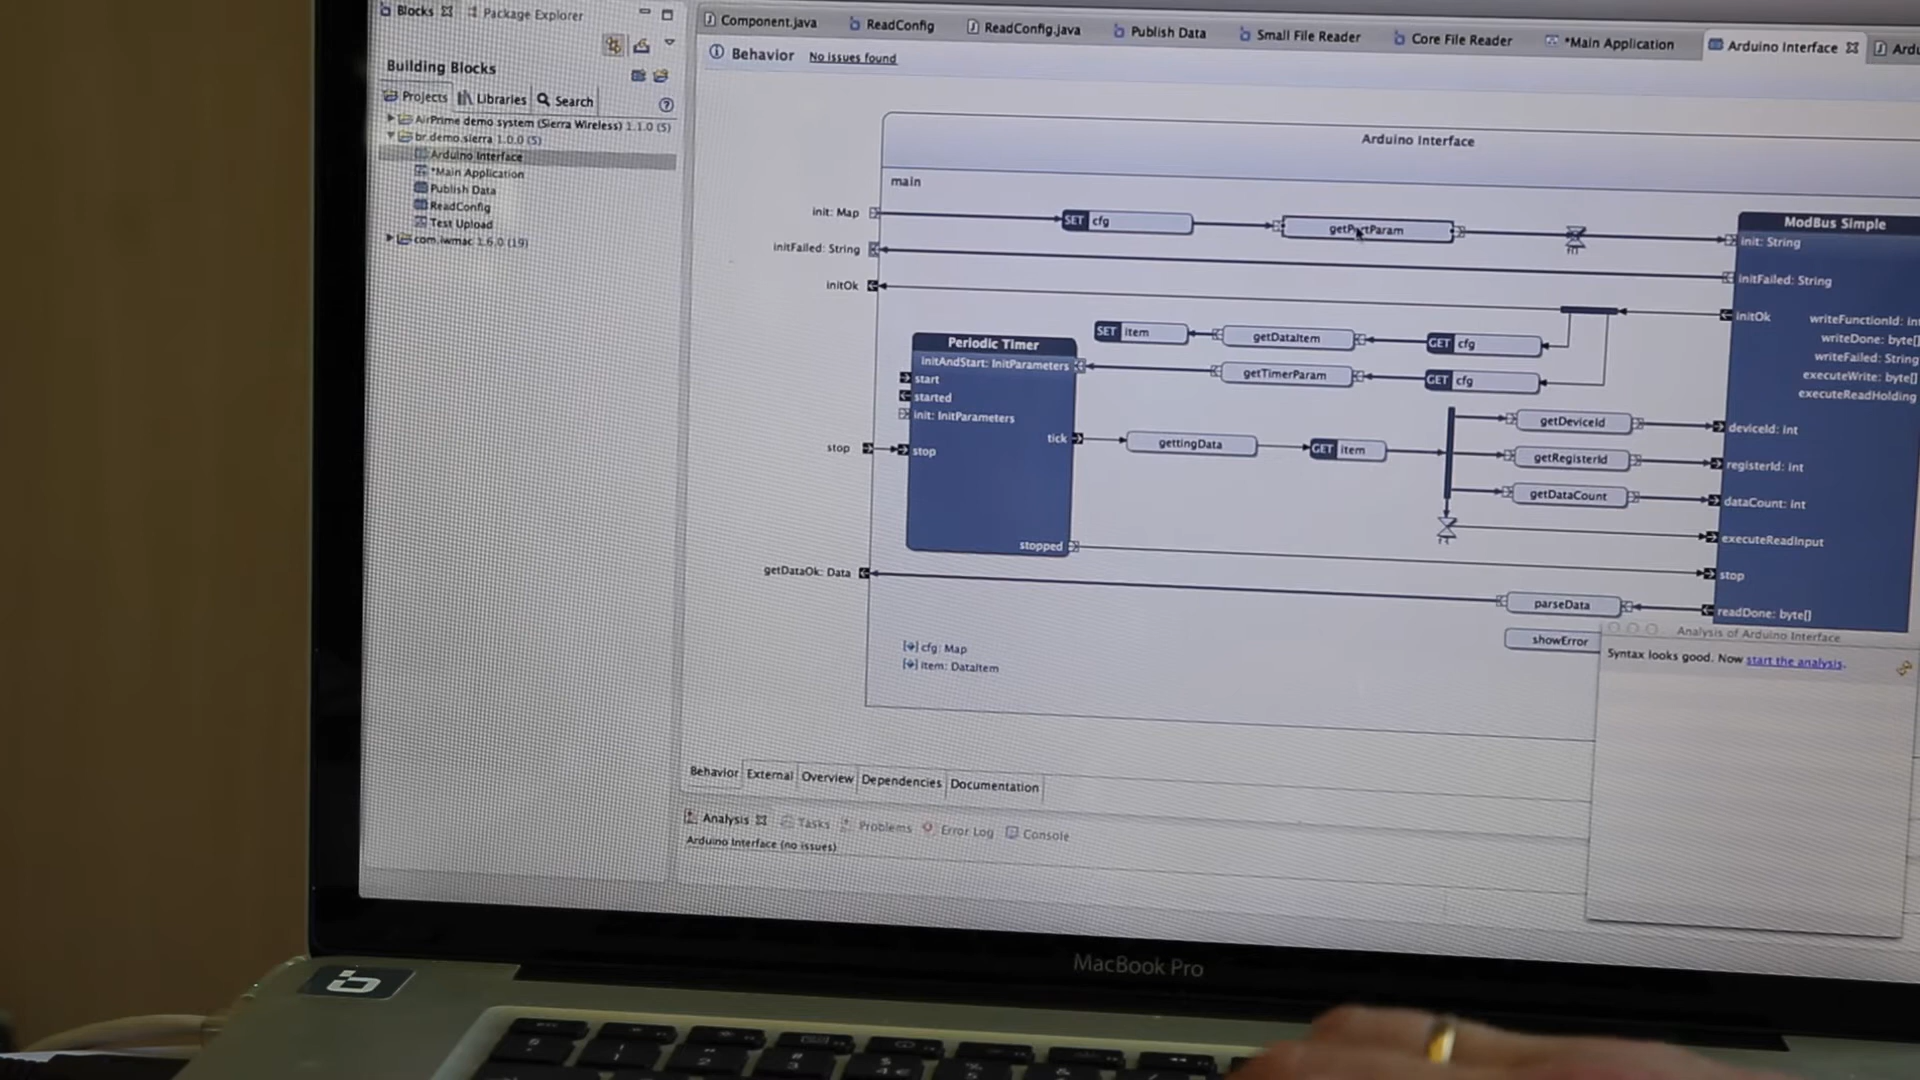 Blocks
Package Explorer
Component.java
ReadConfig
ReadConfig.java
Publish Data
Small File Reader
Core File Reader
*Main Application
Arduino Interface
Behavior
No issues found
Building Blocks
Projects
Libraries
Search
AirPrime demo system (Sierra Wireless) 1.1.0 (5)
br.demo.sierra 1.0.0 (5)
Arduino Interface
*Main Application
Publish Data
ReadConfig
Test Upload
com.iwmac 1.6.0 (19)
Arduino Interface
main
init: Map
SET cfg
ModBus Simple
init: String
initFailed: String
initFailed: String
initOk
initOk
writeFunctionId: int
writeDone: byte[]
writeFailed: String
executeWrite: byte[]
executeReadHolding
SET item
getDataItem
GET cfg
Periodic Timer
initAndStart: InitParameters
getTimerParam
GET cfg
start
started
init: InitParameters
tick
gettingData
GET item
getDeviceId
deviceId: int
stop
stop
getRegisterId
registerId: int
getDataCount
dataCount: int
executeReadInput
stopped
stop
getDataOk: Data
parseData
readDone: byte[]
showError
cfg: Map
item: DataItem
Analysis of Arduino Interface
Syntax looks good. Now start the analysis.
Behavior
External
Overview
Dependencies
Documentation
Analysis
Tasks
Problems
Error Log
Console
Arduino Interface (no issues)
MacBook Pro